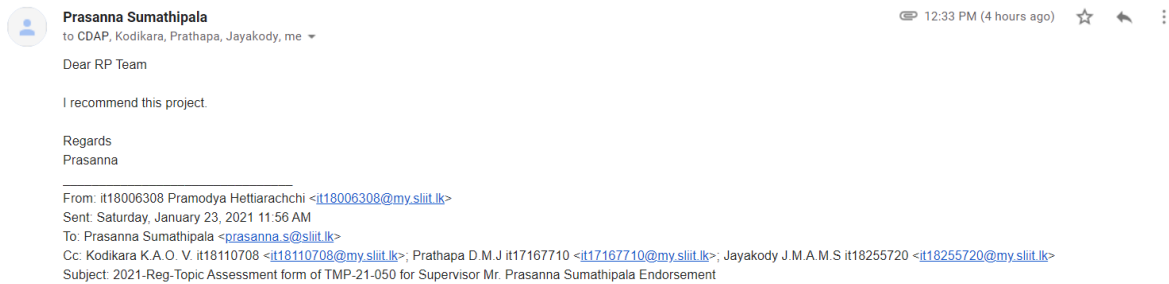 Prasanna Sumathipala
12:33 PM (4 hours ago)
to CDAP, Kodikara, Prathapa, Jayakody, me
Dear RP Team
I recommend this project.
Regards
Prasanna
From: it18006308 Pramodya Hettiarachchi <it18006308@my.sliit.lk>
Sent: Saturday, January 23, 2021 11:56 AM
To: Prasanna Sumathipala <prasanna.s@sliit.lk>
Cc: Kodikara K.A.O. V. it18110708 <it18110708@my.sliit.lk>; Prathapa D.M.J it17167710 <it17167710@my.sliit.lk>; Jayakody J.M.A.M.S it18255720 <it18255720@my.sliit.lk>
Subject: 2021-Reg-Topic Assessment form of TMP-21-050 for Supervisor Mr. Prasanna Sumathipala Endorsement